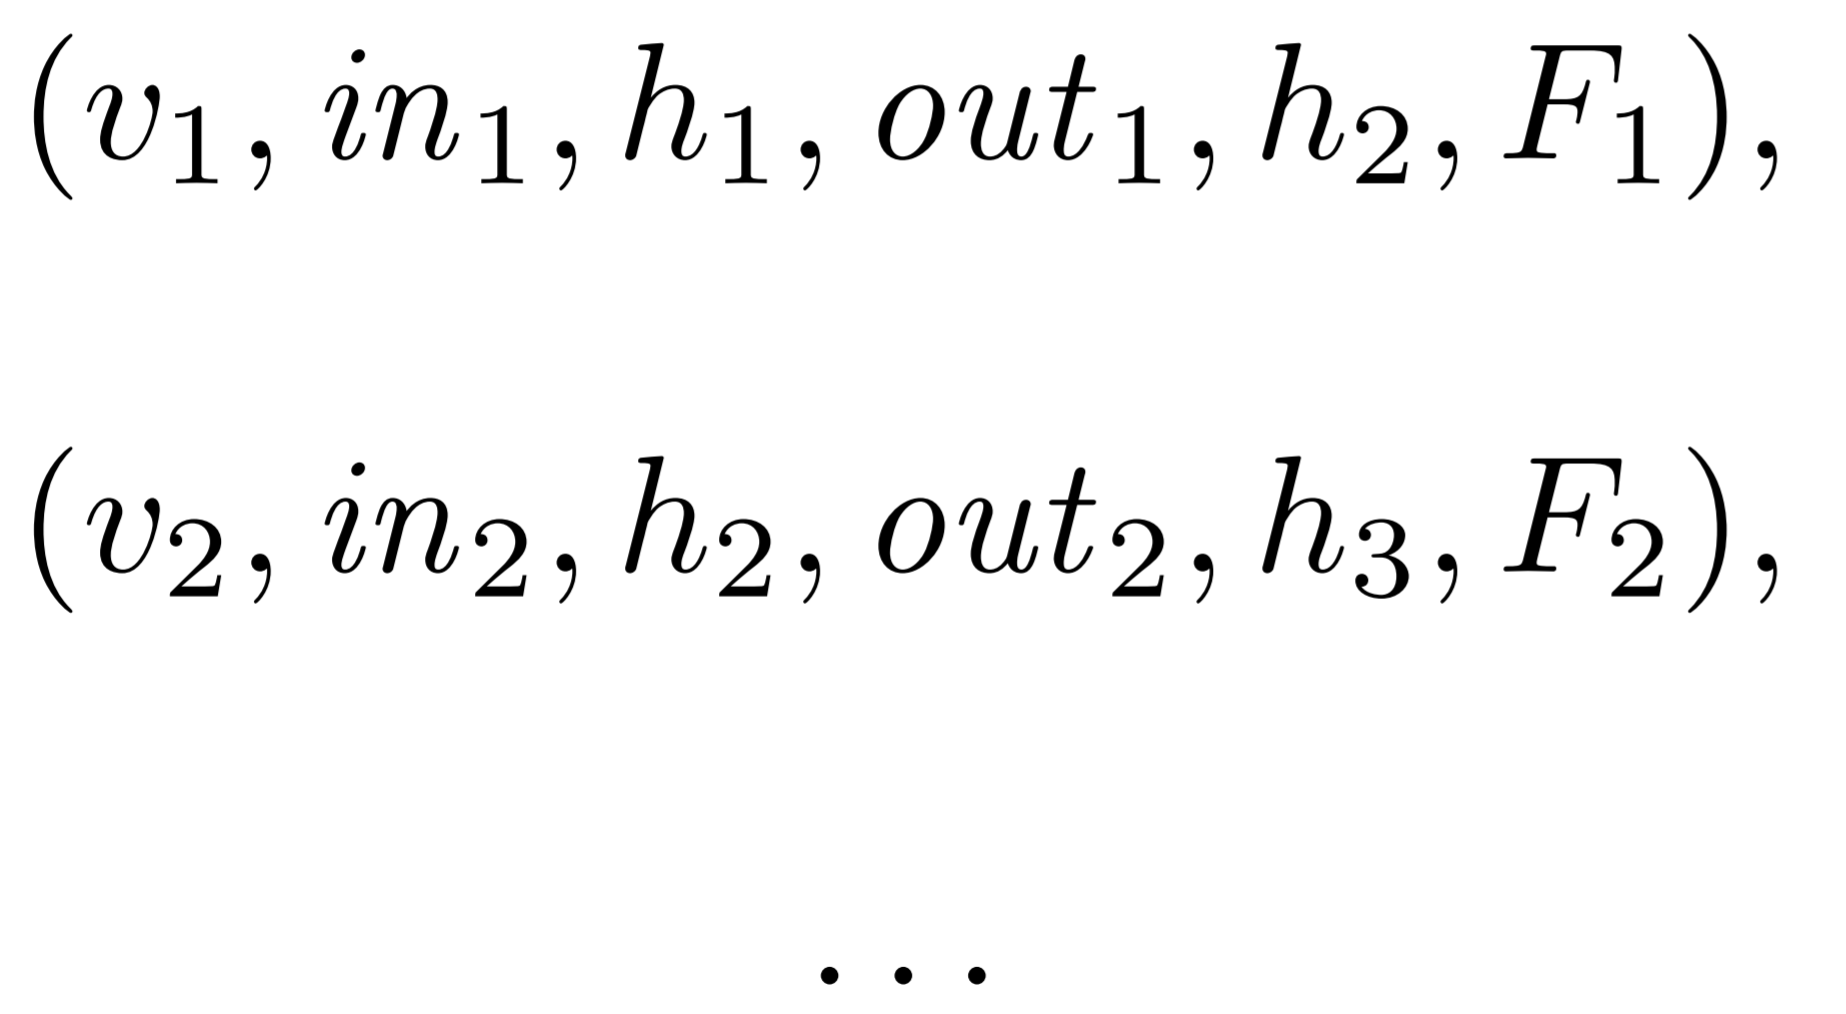 (v₁, in₁, h₁, out₁, h₂, F₁),
(v₂, in₂, h₂, out₂, h₃, F₂),
...